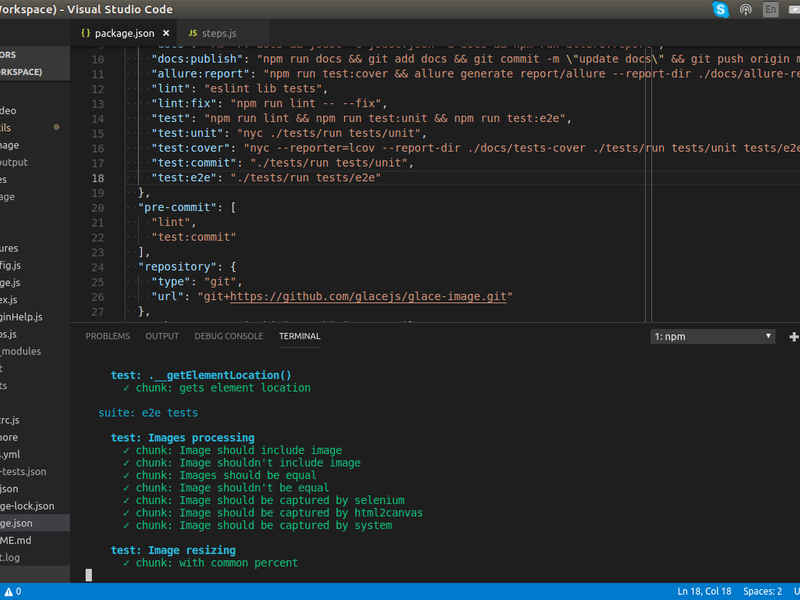 Workspace) - Visual Studio Code
En
{ } package.json ×
JS steps.js
ORS
RKSPACE)
deo
ils
nage
output
es
age
ures
fig.js
ge.js
ex.js
ginHelp.js
os.js
_modules
t
ts
rc.js
nore
.yml
-tests.json
json
ge-lock.json
ge.json
ME.md
t.log
10 "docs:publish": "npm run docs && git add docs && git commit -m \"update docs\" && git push origin m
11 "allure:report": "npm run test:cover && allure generate report/allure --report-dir ./docs/allure-re
12 "lint": "eslint lib tests",
13 "lint:fix": "npm run lint -- --fix",
14 "test": "npm run lint && npm run test:unit && npm run test:e2e",
15 "test:unit": "nyc ./tests/run tests/unit",
16 "test:cover": "nyc --reporter=lcov --report-dir ./docs/tests-cover ./tests/run tests/unit tests/e2e
17 "test:commit": "./tests/run tests/unit",
18 "test:e2e": "./tests/run tests/e2e"
19 },
20 "pre-commit": [
21 "lint",
22 "test:commit"
23 ],
24 "repository": {
25 "type": "git",
26 "url": "git+https://github.com/glacejs/glace-image.git"
27 },
PROBLEMS OUTPUT DEBUG CONSOLE TERMINAL 1: npm
test: .__getElementLocation()
✓ chunk: gets element location
suite: e2e tests
test: Images processing
✓ chunk: Image should include image
✓ chunk: Image shouldn't include image
✓ chunk: Images should be equal
✓ chunk: Image shouldn't be equal
✓ chunk: Image should be captured by selenium
✓ chunk: Image should be captured by html2canvas
✓ chunk: Image should be captured by system
test: Image resizing
✓ chunk: with common percent
0 Ln 18, Col 18 Spaces: 2 U